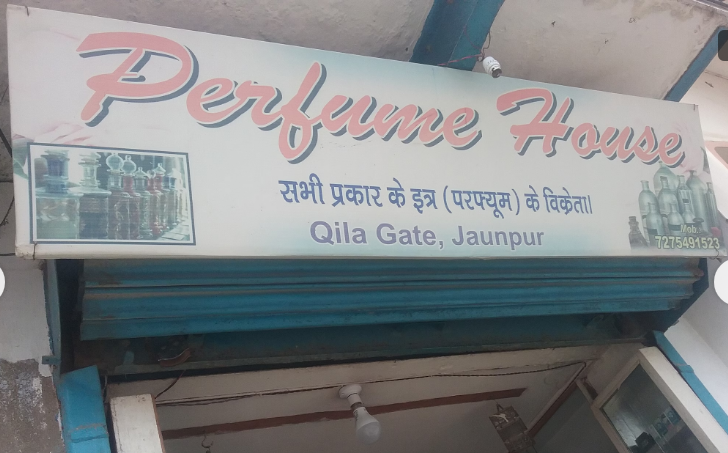 Perfume House
सभी प्रकार के इत्र (परफ्यूम) के विक्रेता।
Qila Gate, Jaunpur
Mob.
7275491523